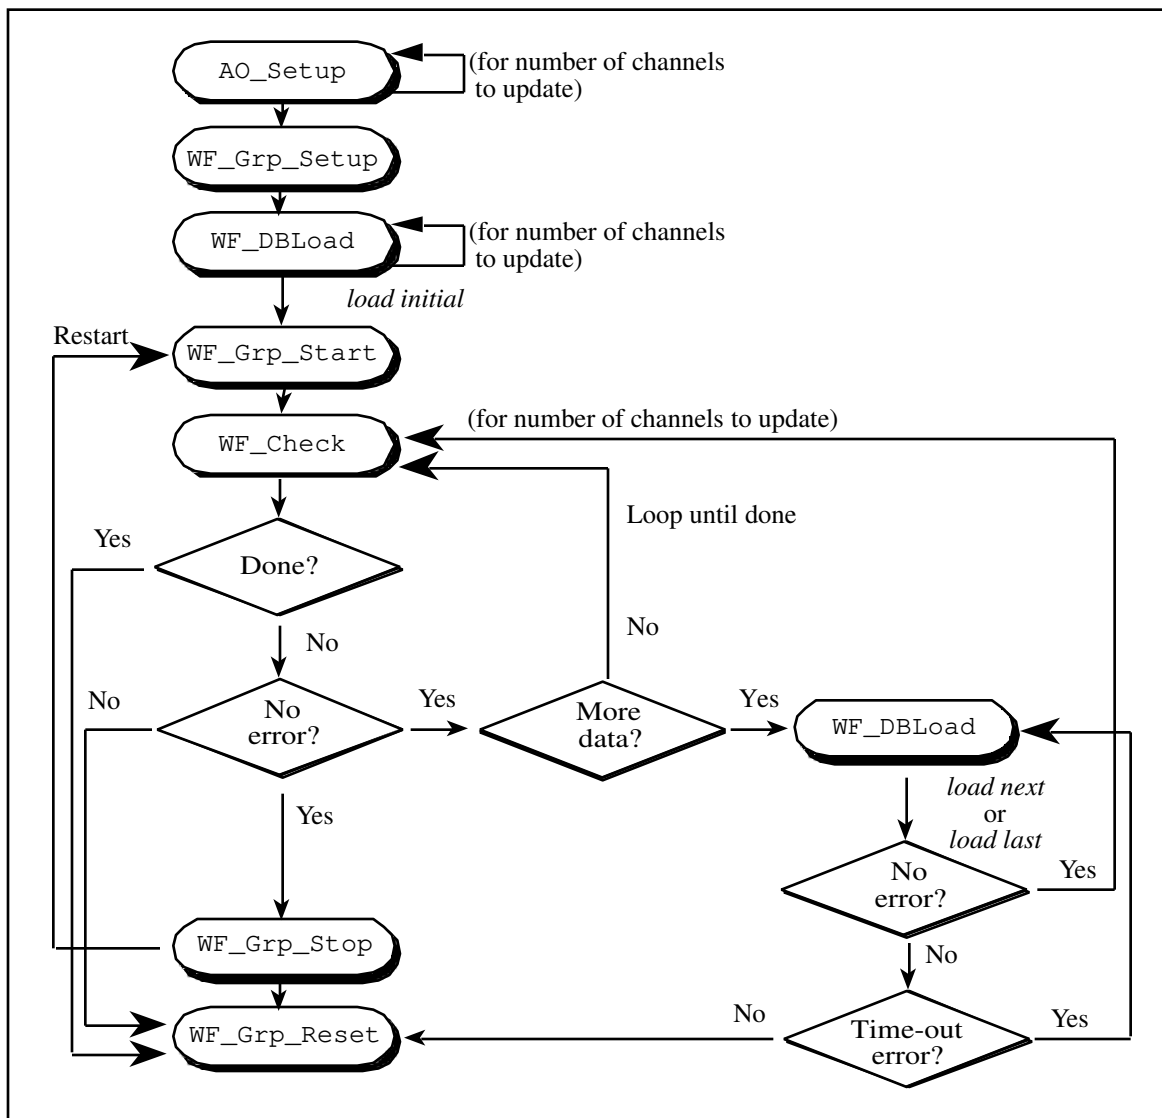 AO_Setup
(for number of channels
to update)
WF_Grp_Setup
WF_DBLoad
(for number of channels
to update)
load initial
Restart
WF_Grp_Start
(for number of channels to update)
WF_Check
Loop until done
Yes
Done?
No
No
No
No
error?
Yes
More
data?
Yes
WF_DBLoad
load next
or
load last
Yes
No
error?
Yes
WF_Grp_Stop
No
WF_Grp_Reset
No
Time-out
error?
Yes